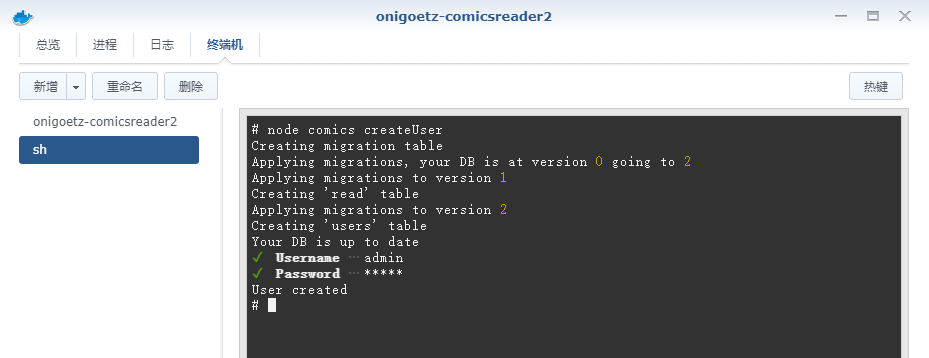 onigoetz-comicsreader2
总览 进程 日志 终端机
新增 重命名 删除 热键
onigoetz-comicsreader2
sh
# node comics createUser
Creating migration table
Applying migrations, your DB is at version 0 going to 2
Applying migrations to version 1
Creating 'read' table
Applying migrations to version 2
Creating 'users' table
Your DB is up to date
✓ Username ··· admin
✓ Password ··· *****
User created
#